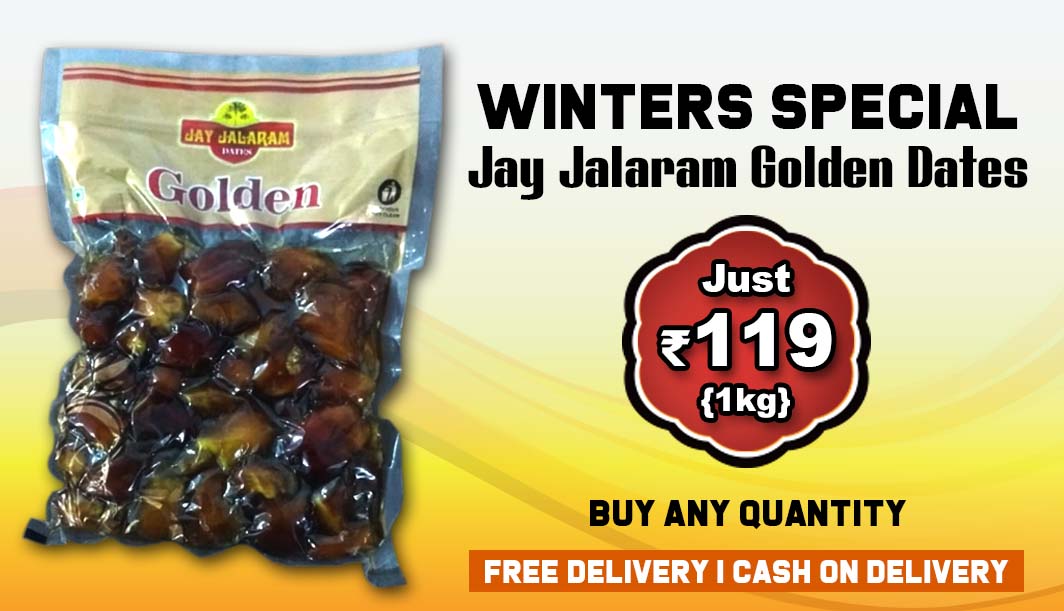 JAY JALARAM
DATES
Golden
WINTERS SPECIAL
Jay Jalaram Golden Dates
Just
₹119
{1kg}
BUY ANY QUANTITY
FREE DELIVERY I CASH ON DELIVERY